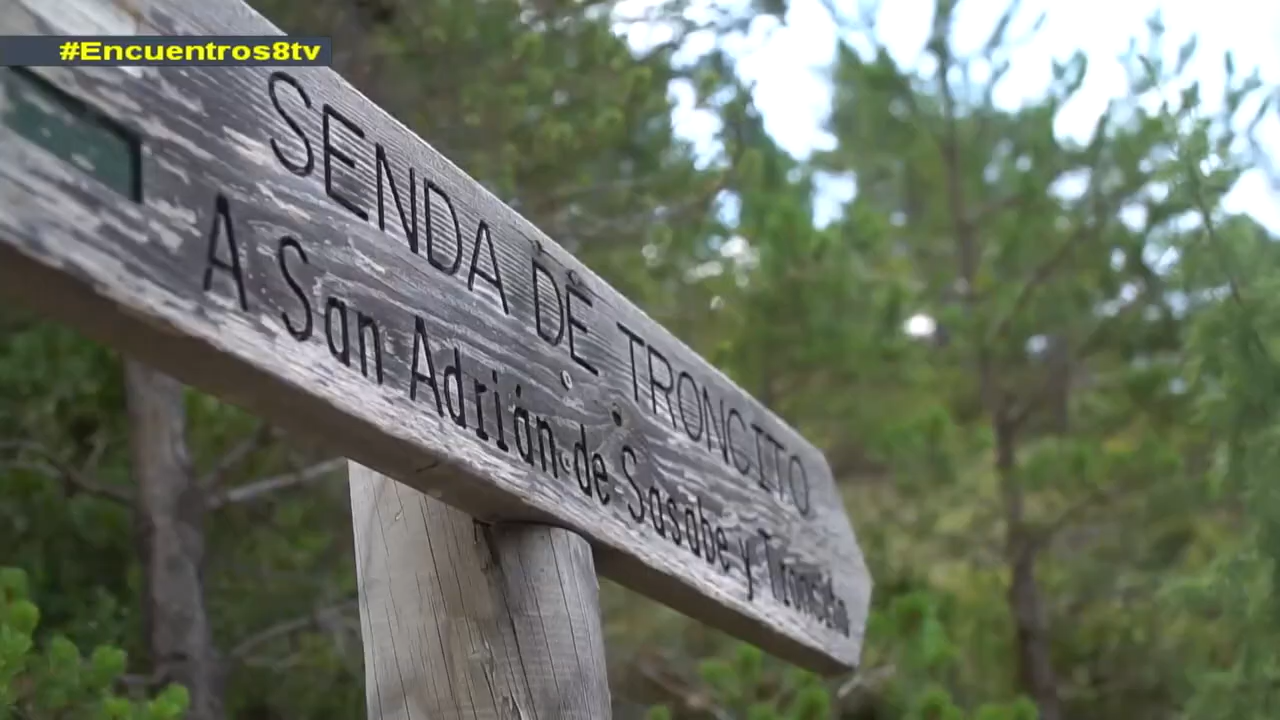 #Encuentros8tv
SENDA DE TRONCITO
A San Adrián de Sasabe y Troncito